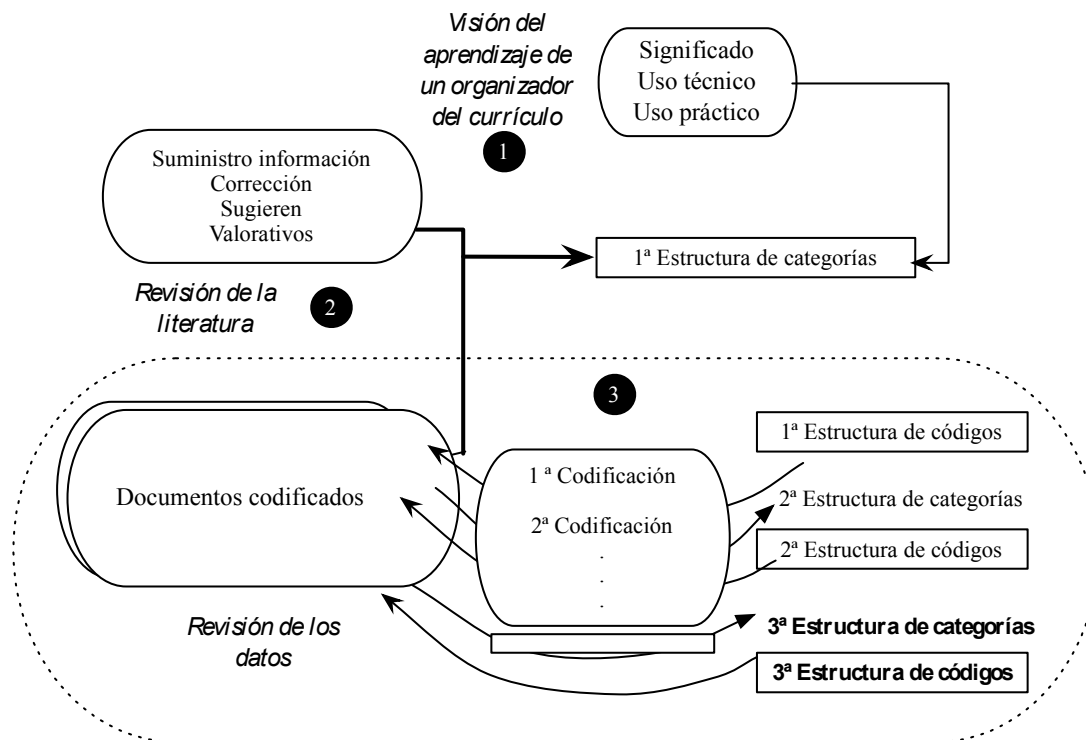 Visión del
aprendizaje de
un organizador
del currículo
1
Significado
Uso técnico
Uso práctico
Suministro información
Corrección
Sugieren
Valorativos
1ª Estructura de categorías
Revisión de la
literatura
2
3
Documentos codificados
1 ª Codificación
2ª Codificación
.
.
.
1ª Estructura de códigos
2ª Estructura de categorías
2ª Estructura de códigos
3ª Estructura de categorías
3ª Estructura de códigos
Revisión de los
datos